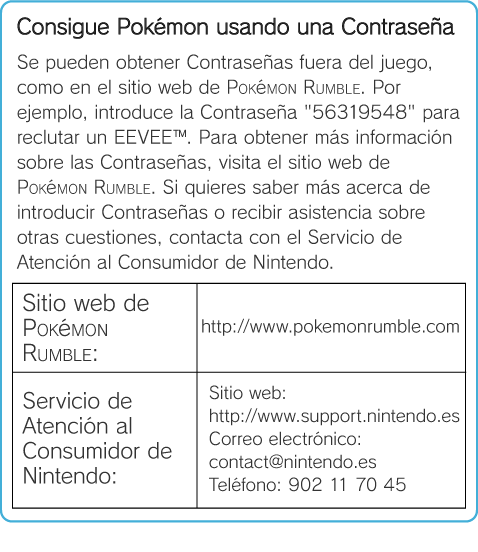 Consigue Pokémon usando una Contraseña
Se pueden obtener Contraseñas fuera del juego,
como en el sitio web de POKéMON RUMBLE. Por
ejemplo, introduce la Contraseña "56319548" para
reclutar un EEVEE™. Para obtener más información
sobre las Contraseñas, visita el sitio web de
POKéMON RUMBLE. Si quieres saber más acerca de
introducir Contraseñas o recibir asistencia sobre
otras cuestiones, contacta con el Servicio de
Atención al Consumidor de Nintendo.
Sitio web de
POKéMON
RUMBLE:
http://www.pokemonrumble.com
Servicio de
Atención al
Consumidor de
Nintendo:
Sitio web:
http://www.support.nintendo.es
Correo electrónico:
contact@nintendo.es
Teléfono: 902 11 70 45